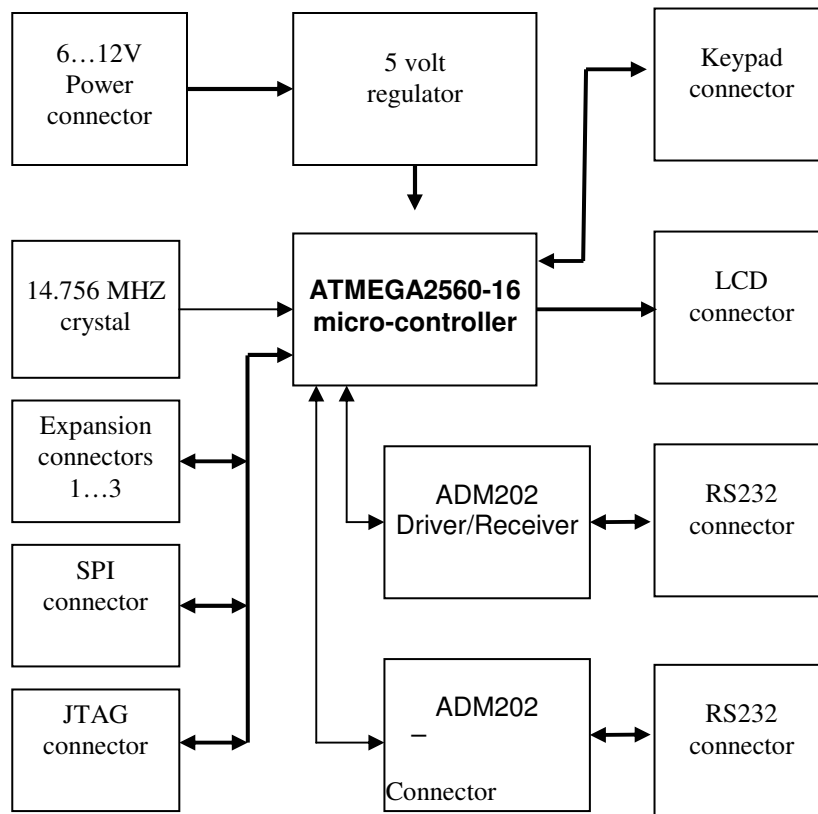 6…12V
Power
connector
5 volt
regulator
Keypad
connector
14.756 MHZ
crystal
ATMEGA2560-16
micro-controller
LCD
connector
Expansion
connectors
1…3
ADM202
Driver/Receiver
RS232
connector
SPI
connector
JTAG
connector
ADM202
–
Connector
RS232
connector